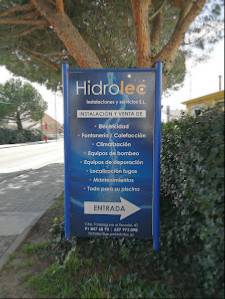 Hidrolec
Instalaciones y servicios S.L.
INSTALACIÓN Y VENTA DE
• Electricidad
• Fontanería / Calefacción
• Climatización
• Equipos de bombeo
• Equipos de depuración
• Localización fugas
• Mantenimientos
• Todo para su piscina
ENTRADA